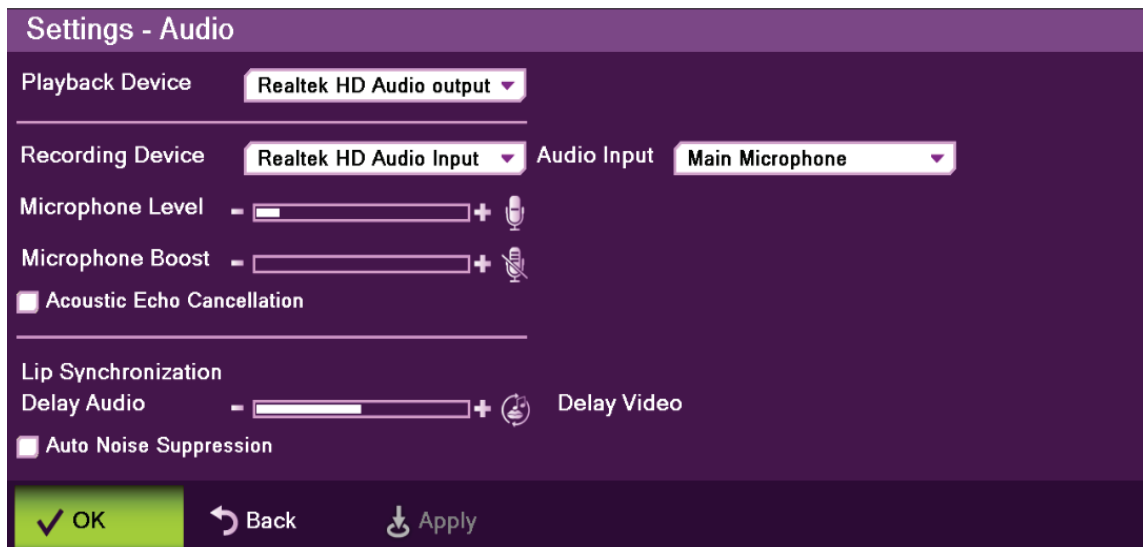 Settings - Audio
Playback Device Realtek HD Audio output
Recording Device Realtek HD Audio Input Audio Input Main Microphone
Microphone Level - +
Microphone Boost - +
Acoustic Echo Cancellation
Lip Synchronization
Delay Audio - + Delay Video
Auto Noise Suppression
OK Back Apply